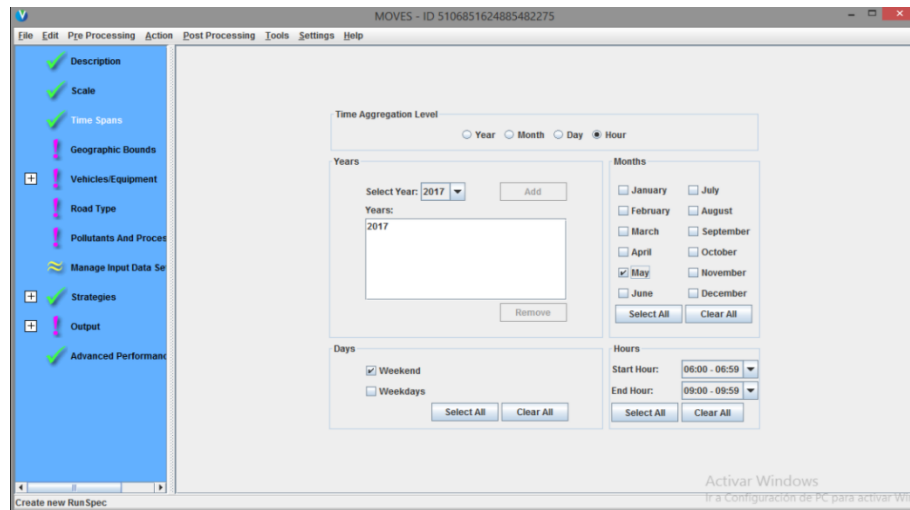 MOVES - ID 5106851624885482275
File Edit Pre Processing Action Post Processing Tools Settings Help
Description
Scale
Time Spans
Geographic Bounds
Vehicles/Equipment
Road Type
Pollutants And Proces
Manage Input Data Se
Strategies
Output
Advanced Performanc
Time Aggregation Level
Year Month Day Hour
Years
Select Year: 2017 Add
Years:
2017
Remove
Months
January July
February August
March September
April October
May November
June December
Select All Clear All
Days
Weekend
Weekdays
Select All Clear All
Hours
Start Hour: 06:00 - 06:59
End Hour: 09:00 - 09:59
Select All Clear All
Activar Windows
Ir a Configuración de PC para activar Wi
Create new RunSpec